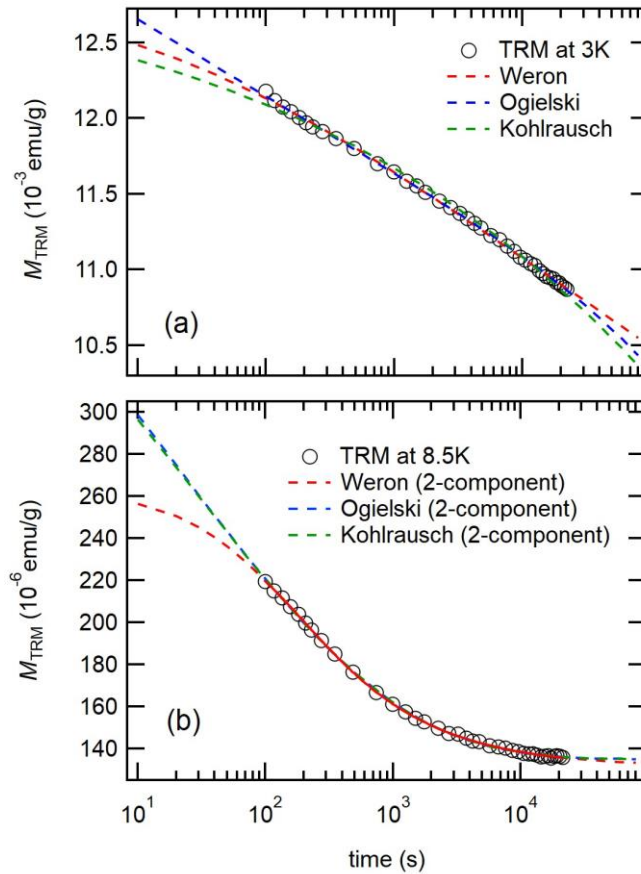 12.5
12.0
11.5
11.0
10.5
M_TRM (10^-3 emu/g)
TRM at 3K
Weron
Ogielski
Kohlrausch
(a)
300
280
260
240
220
200
180
160
140
M_TRM (10^-6 emu/g)
TRM at 8.5K
Weron (2-component)
Ogielski (2-component)
Kohlrausch (2-component)
(b)
10^1 10^2 10^3 10^4
time (s)